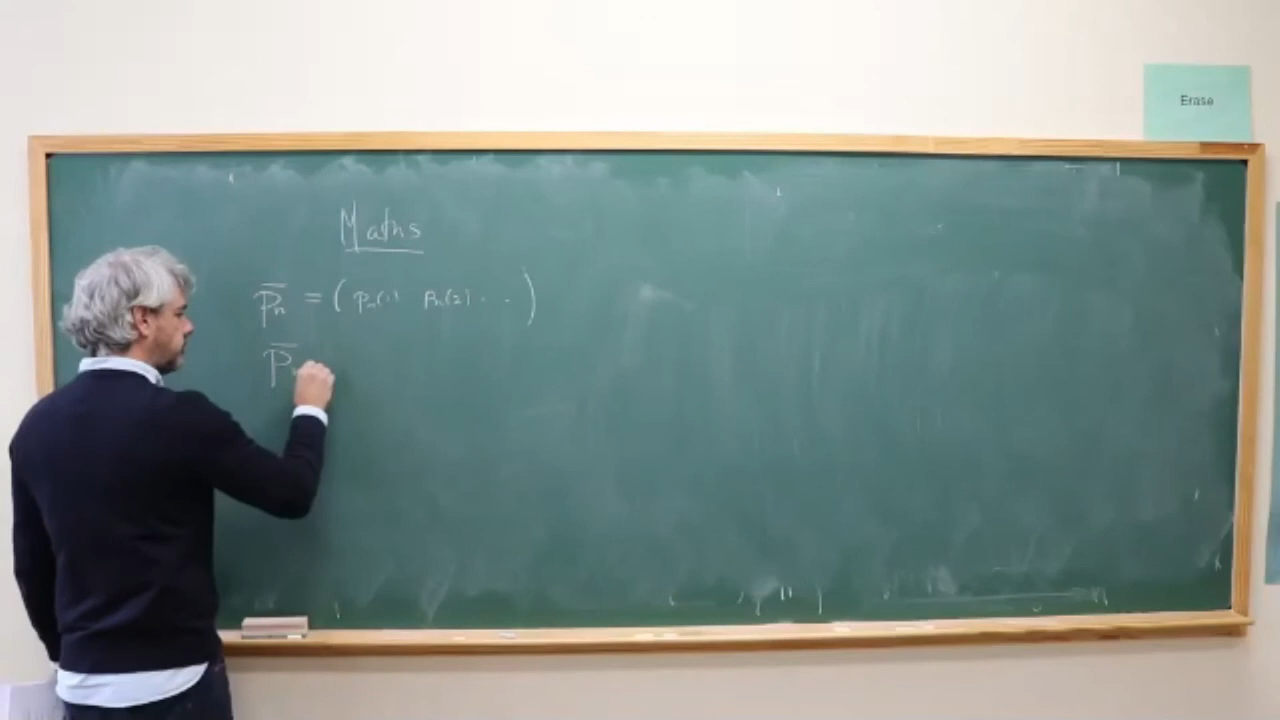 Erase
Maths
p̅ₙ = ( pₙ(1) pₙ(2) . . . )
p̅